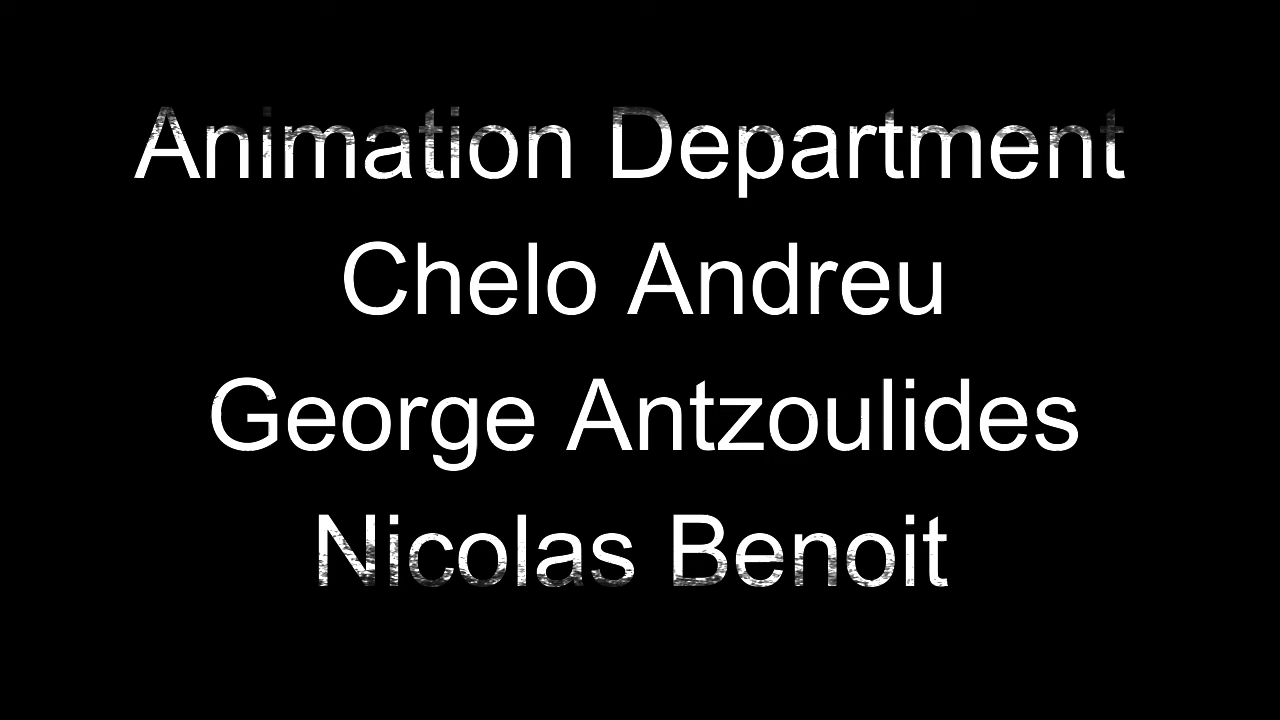 Animation Department
Chelo Andreu
George Antzoulides
Nicolas Benoit